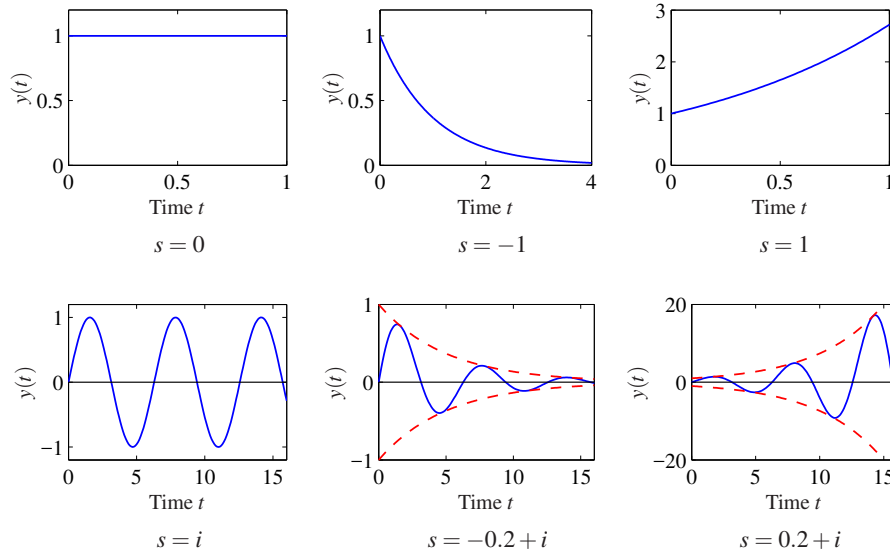 y(t)
1
0.5
0
0 0.5 1
Time t
s = 0
y(t)
1
0.5
0
0 2 4
Time t
s = −1
y(t)
3
2
1
0
0 1
Time t
s = 1
y(t)
1
0
−1
0 5 10 15
Time t
s = i
y(t)
1
0
−1
0 5 10 15
Time t
s = −0.2 + i
y(t)
20
0
−20
0 5 10 15
Time t
s = 0.2 + i